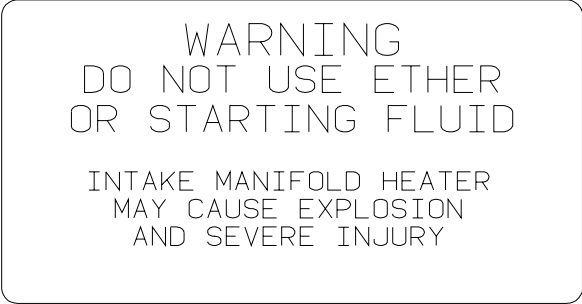 WARNING
DO NOT USE ETHER
OR STARTING FLUID
INTAKE MANIFOLD HEATER
MAY CAUSE EXPLOSION
AND SEVERE INJURY